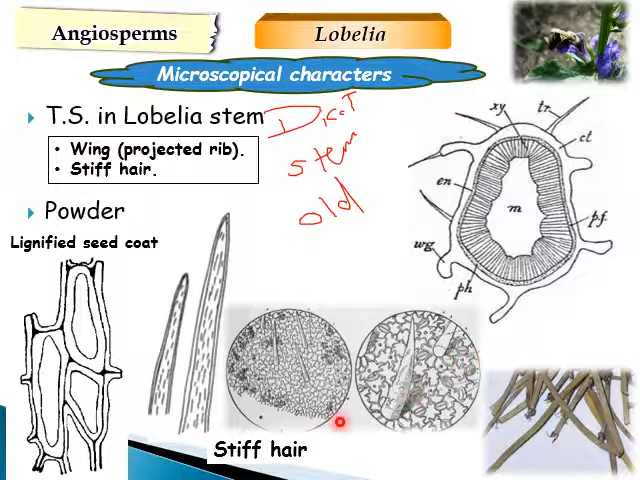 Angiosperms
Lobelia
Microscopical characters
T.S. in Lobelia stem
Dicot
stem
old
• Wing (projected rib).
• Stiff hair.
Powder
Lignified seed coat
xy
tr.
ct
en
m
pf.
wg
ph
Stiff hair